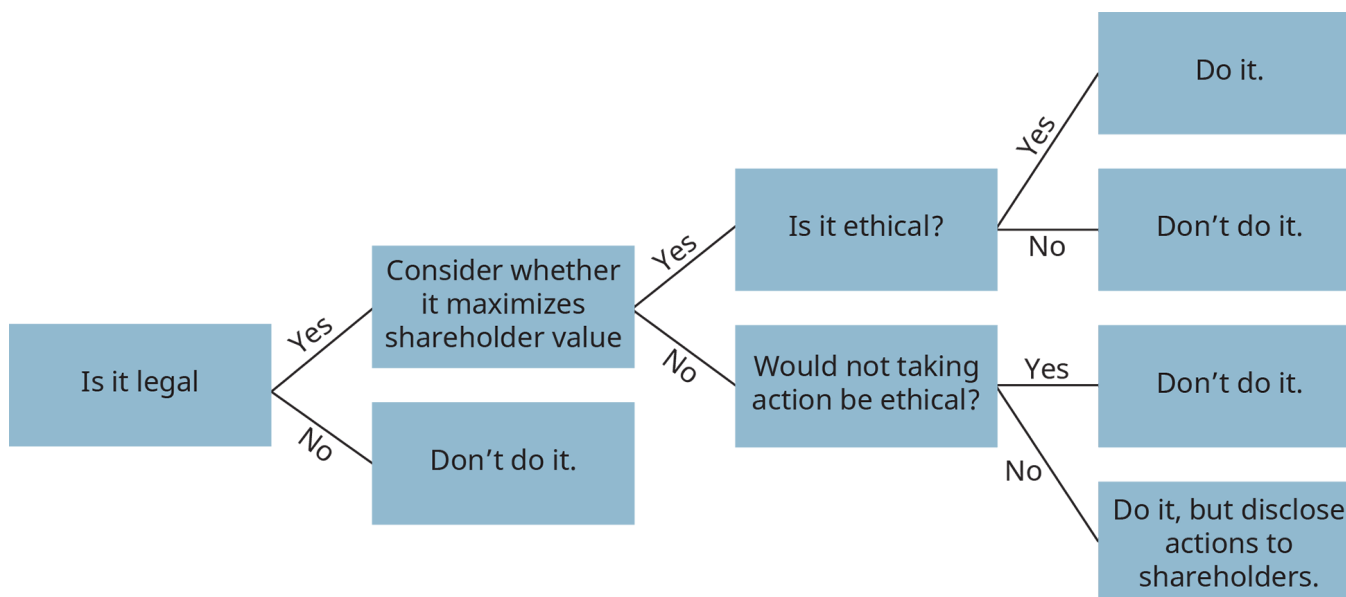 Is it legal
Yes
No
Consider whether
it maximizes
shareholder value
Don’t do it.
Yes
No
Is it ethical?
Would not taking
action be ethical?
Yes
No
Yes
No
Do it.
Don’t do it.
Don’t do it.
Do it, but disclose
actions to
shareholders.